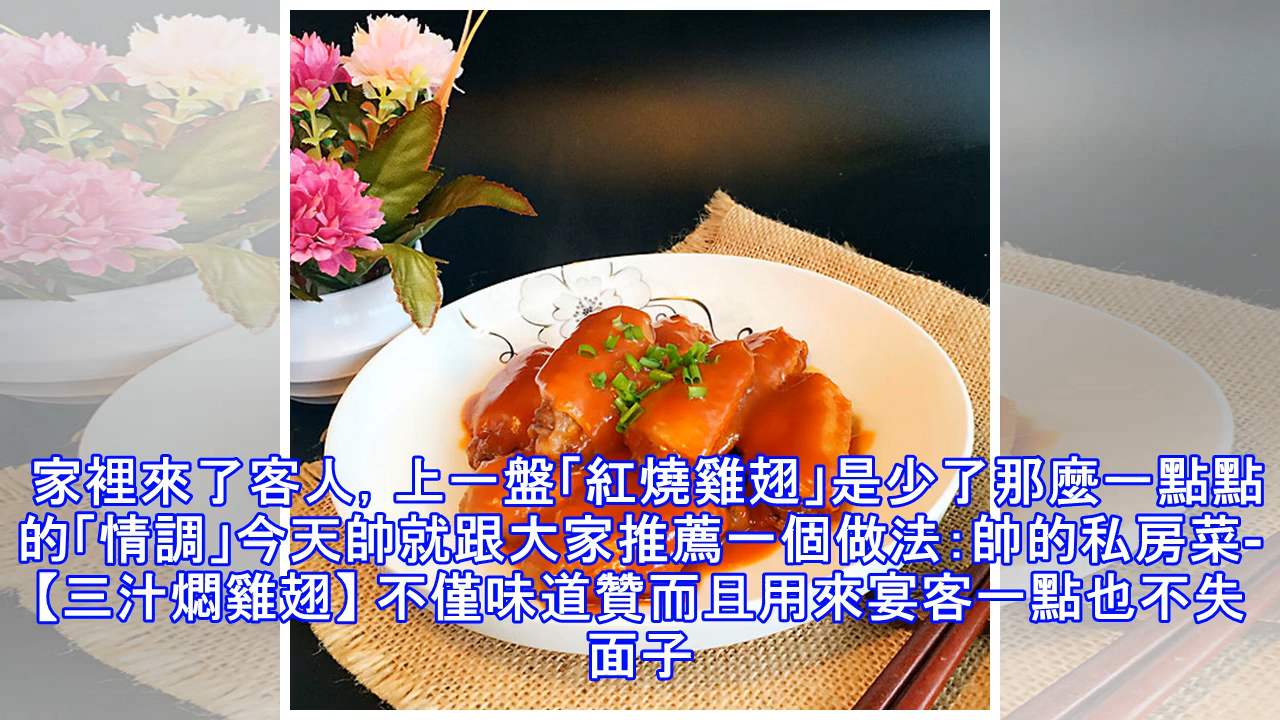 家裡來了客人, 上一盤「紅燒雞翅」是少了那麼一點點
的「情調」今天帥就跟大家推薦一個做法:帥的私房菜-
【三汁燜雞翅】不僅味道贊而且用來宴客一點也不失
面子